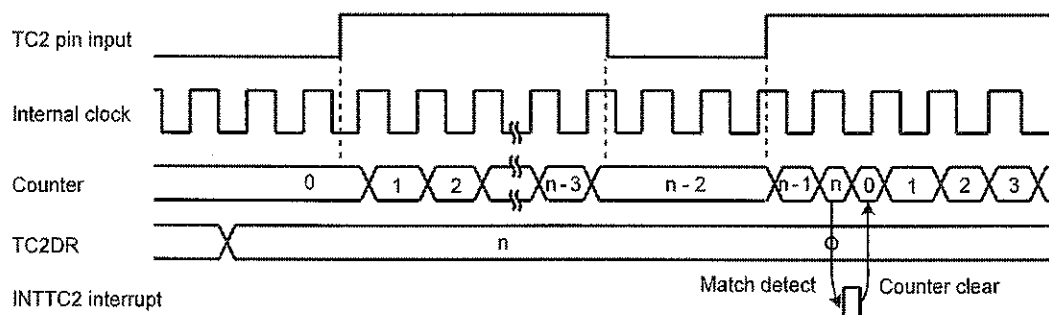 TC2 pin input
Internal clock
Counter 0 1 2 n-3 n-2 n-1 n 0 1 2 3
TC2DR n
Match detect Counter clear
INTTC2 interrupt